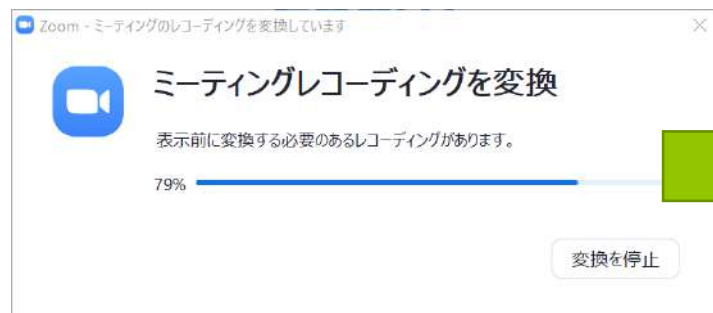 Zoom - ミーティングのレコーディングを変換しています
ミーティングレコーディングを変換
表示前に変換する必要のあるレコーディングがあります。
79%
変換を停止